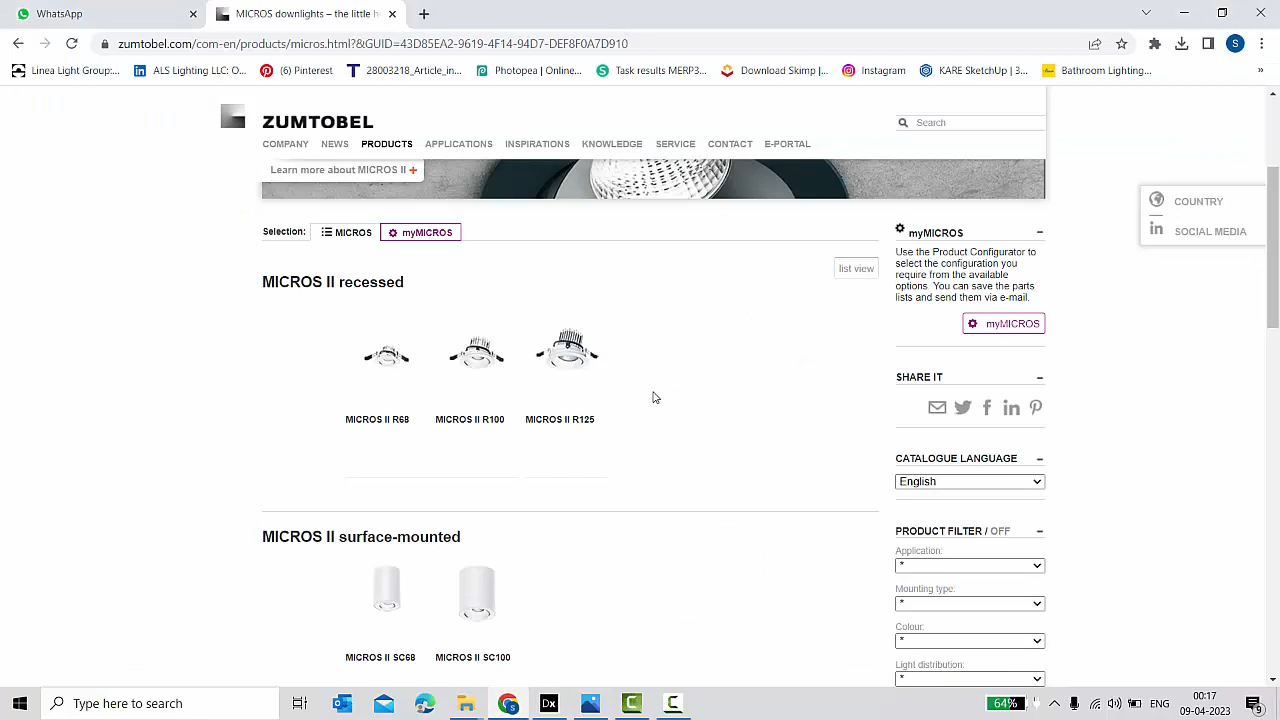 WhatsApp
MICROS downlights – the little h
zumtobel.com/com-en/products/micros.html?&GUID=43D85EA2-9619-4F14-94D7-DEF8F0A7D910
S
Linea Light Group:...
ALS Lighting LLC: O...
(6) Pinterest
28003218_Article_in...
Photopea | Online...
Task results MERP3...
Download Skimp |...
Instagram
KARE SketchUp | 3...
Bathroom Lighting...
»
ZUMTOBEL
Search
COMPANY NEWS PRODUCTS APPLICATIONS INSPIRATIONS KNOWLEDGE SERVICE CONTACT E-PORTAL
Learn more about MICROS II +
COUNTRY
SOCIAL MEDIA
Selection: MICROS myMICROS
list view
MICROS II recessed
MICROS II R68 MICROS II R100 MICROS II R125
MICROS II surface-mounted
MICROS II SC68 MICROS II SC100
myMICROS
Use the Product Configurator to
select the configuration you
require from the available
options. You can save the parts
lists and send them via e-mail.
myMICROS
SHARE IT
CATALOGUE LANGUAGE
English
PRODUCT FILTER / OFF
Application:
*
Mounting type:
*
Colour:
*
Light distribution:
*
Type here to search
Dx
64%
ENG
00:17
09-04-2023
9